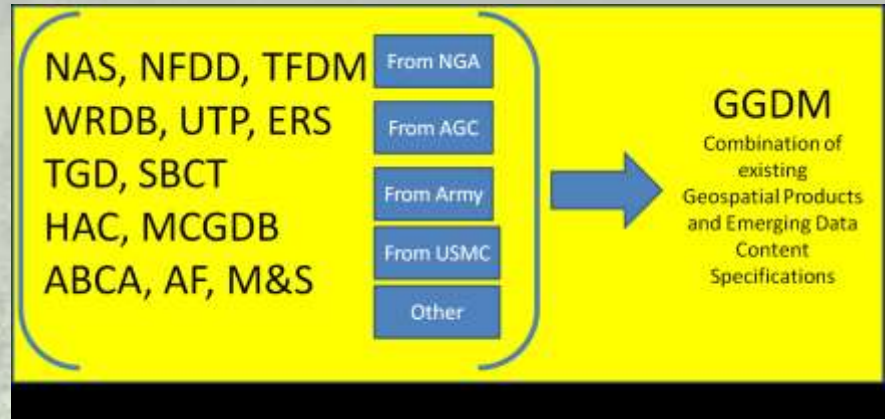 NAS, NFDD, TFDM From NGA
WRDB, UTP, ERS From AGC
TGD, SBCT From Army
HAC, MCGDB From USMC
ABCA, AF, M&S Other
GGDM
Combination of
existing
Geospatial Products
and Emerging Data
Content
Specifications